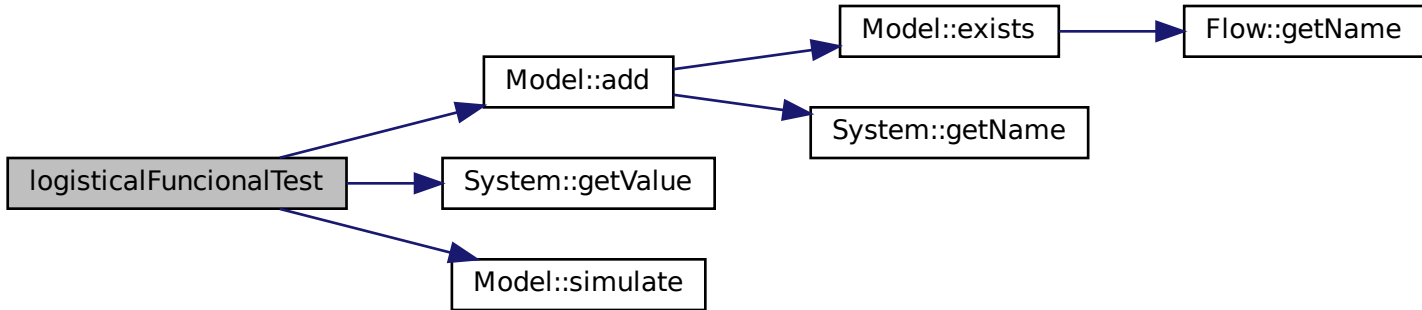 Model::exists
Flow::getName
Model::add
System::getName
logisticalFuncionalTest
System::getValue
Model::simulate